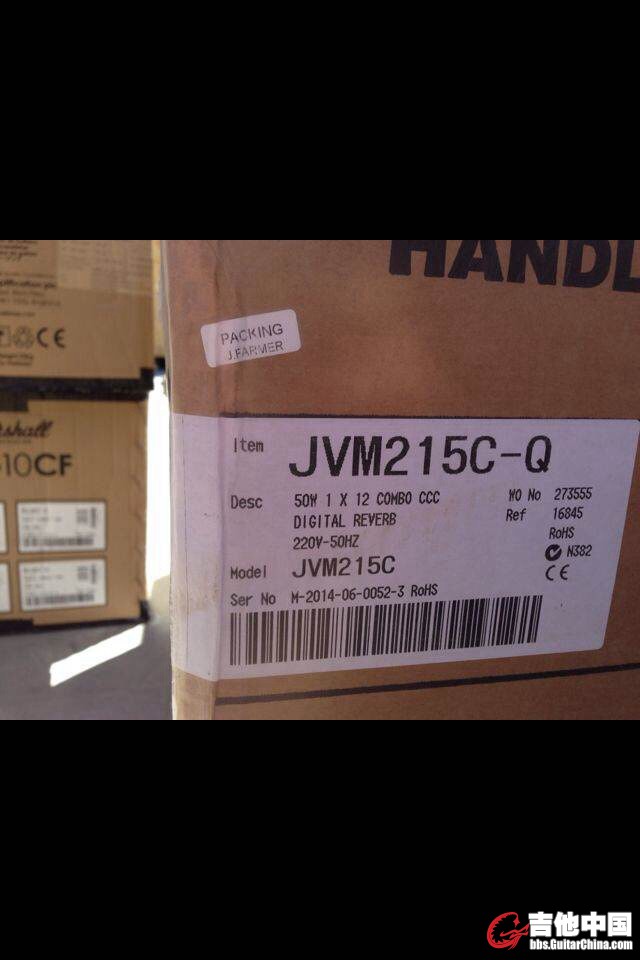 HANDL
PACKING
J.FARMER
Item JVM215C-Q
Desc 50W 1 X 12 COMBO CCC WO No 273555
DIGITAL REVERB Ref 16845
220V-50HZ RoHS
N382
Model JVM215C CE
Ser No M-2014-06-0052-3 RoHS
CE
shall
10CF
吉他中国
bbs.GuitarChina.com